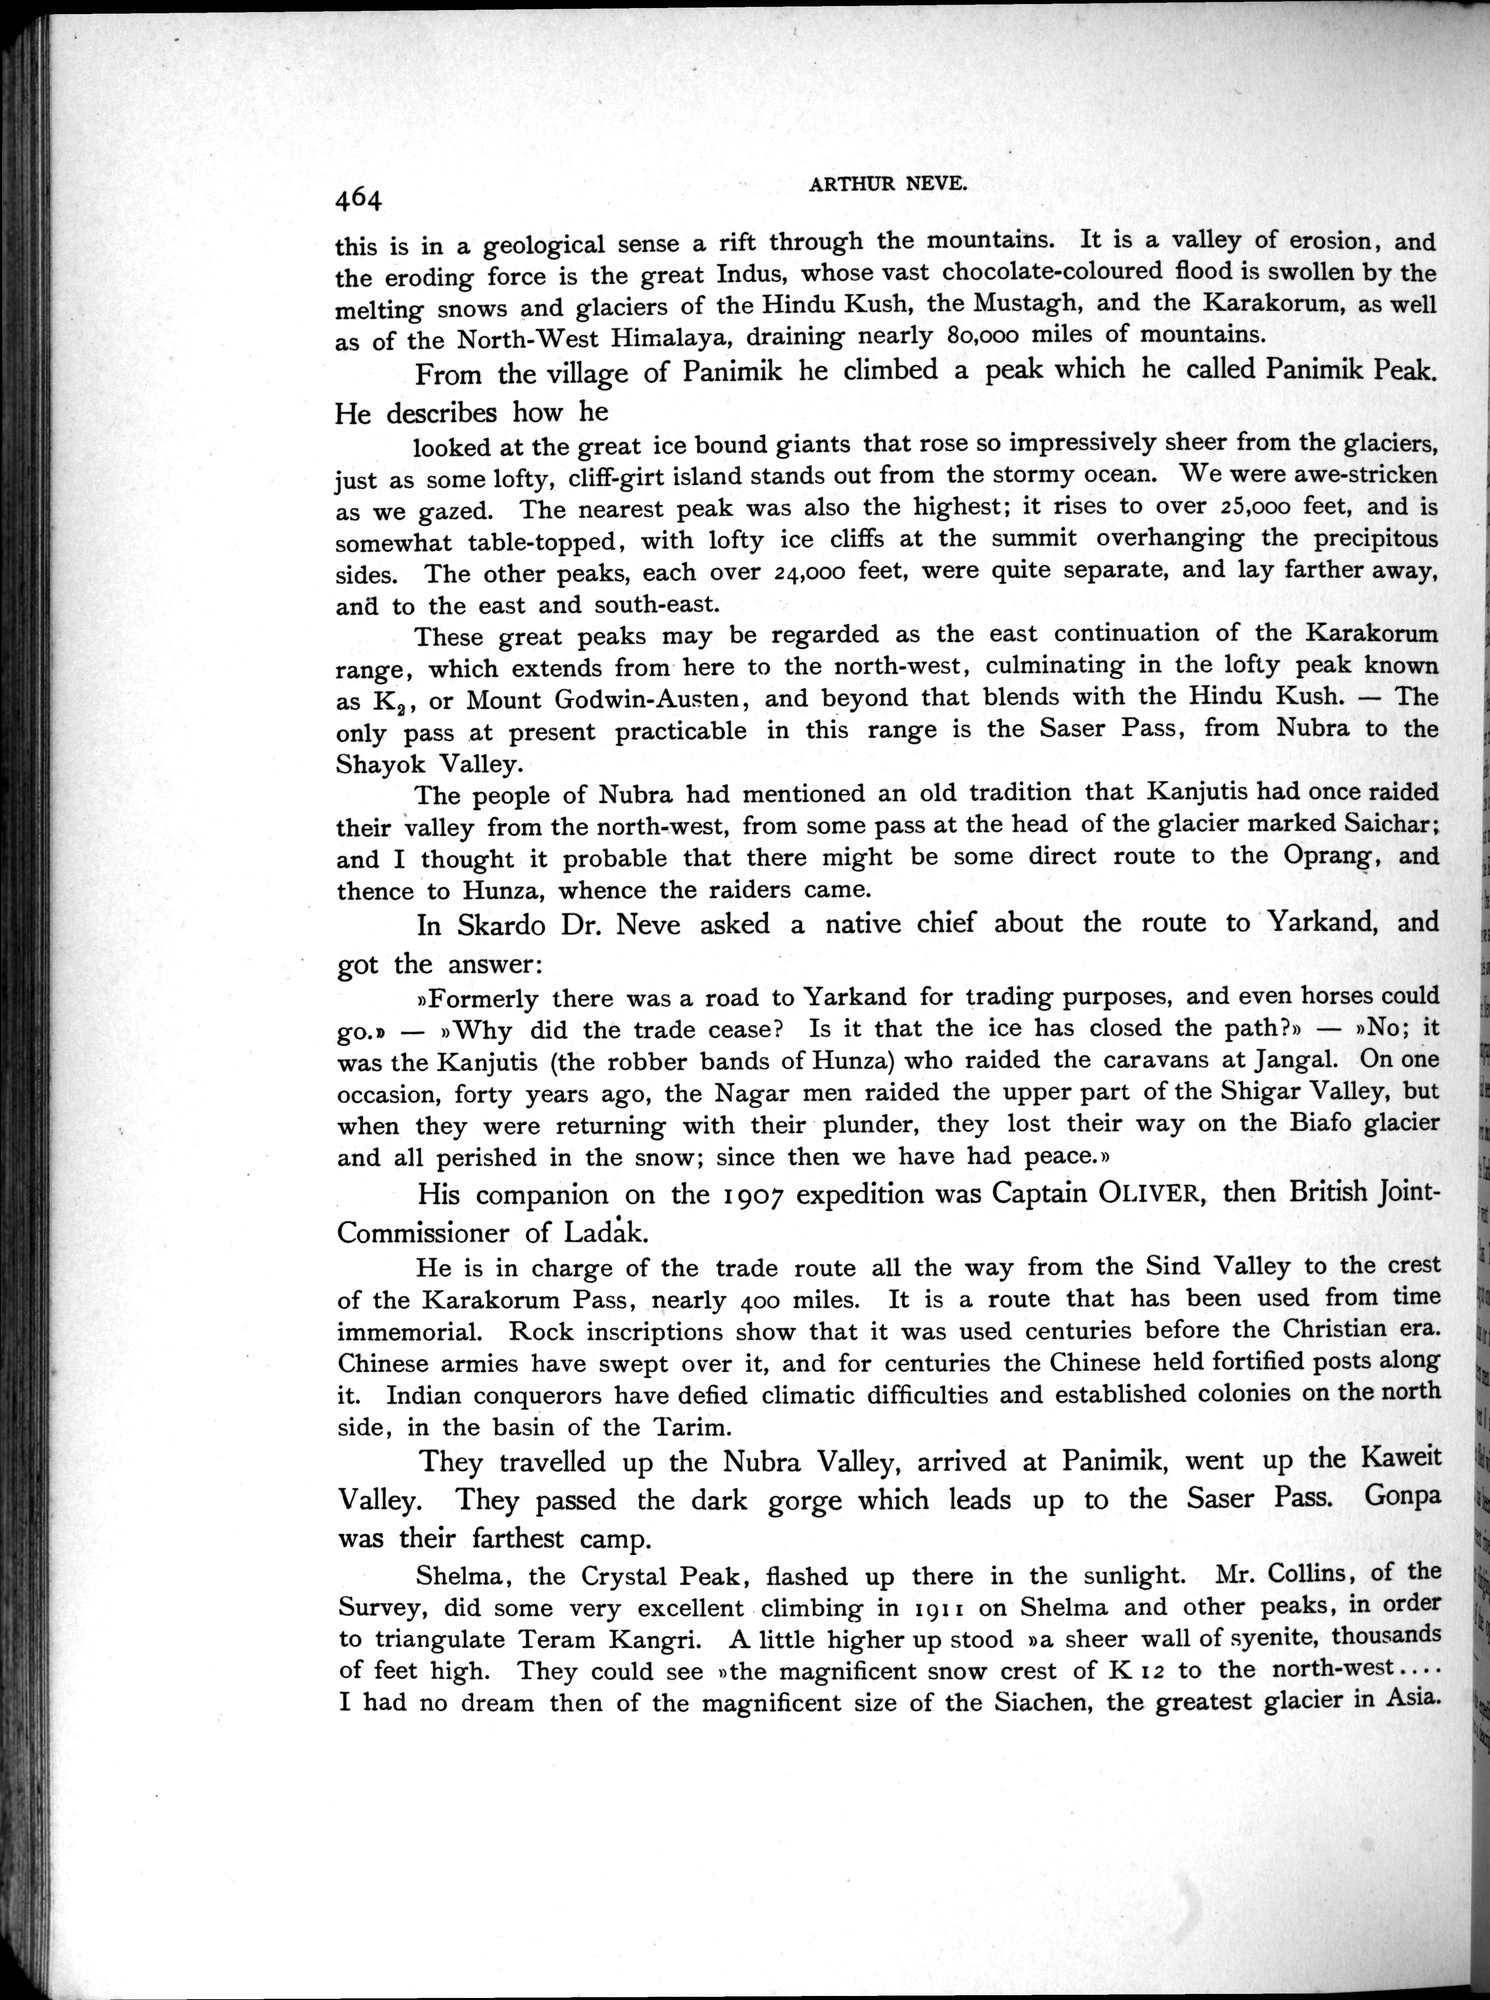 464
ARTHUR NEVE.
this is in a geological sense a rift through the mountains. It is a valley of erosion, and
the eroding force is the great Indus, whose vast chocolate-coloured flood is swollen by the
melting snows and glaciers of the Hindu Kush, the Mustagh, and the Karakorum, as well
as of the North-West Himalaya, draining nearly 80,000 miles of mountains.
From the village of Panimik he climbed a peak which he called Panimik Peak.
He describes how he
looked at the great ice bound giants that rose so impressively sheer from the glaciers,
just as some lofty, cliff-girt island stands out from the stormy ocean. We were awe-stricken
as we gazed. The nearest peak was also the highest; it rises to over 25,000 feet, and is
somewhat table-topped, with lofty ice cliffs at the summit overhanging the precipitous
sides. The other peaks, each over 24,000 feet, were quite separate, and lay farther away,
and to the east and south-east.
These great peaks may be regarded as the east continuation of the Karakorum
range, which extends from here to the north-west, culminating in the lofty peak known
as K₂, or Mount Godwin-Austen, and beyond that blends with the Hindu Kush. — The
only pass at present practicable in this range is the Saser Pass, from Nubra to the
Shayok Valley.
The people of Nubra had mentioned an old tradition that Kanjutis had once raided
their valley from the north-west, from some pass at the head of the glacier marked Saichar;
and I thought it probable that there might be some direct route to the Oprang, and
thence to Hunza, whence the raiders came.
In Skardo Dr. Neve asked a native chief about the route to Yarkand, and
got the answer:
»Formerly there was a road to Yarkand for trading purposes, and even horses could
go.» — »Why did the trade cease? Is it that the ice has closed the path?» — »No; it
was the Kanjutis (the robber bands of Hunza) who raided the caravans at Jangal. On one
occasion, forty years ago, the Nagar men raided the upper part of the Shigar Valley, but
when they were returning with their plunder, they lost their way on the Biafo glacier
and all perished in the snow; since then we have had peace.»
His companion on the 1907 expedition was Captain OLIVER, then British Joint-
Commissioner of Ladak.
He is in charge of the trade route all the way from the Sind Valley to the crest
of the Karakorum Pass, nearly 400 miles. It is a route that has been used from time
immemorial. Rock inscriptions show that it was used centuries before the Christian era.
Chinese armies have swept over it, and for centuries the Chinese held fortified posts along
it. Indian conquerors have defied climatic difficulties and established colonies on the north
side, in the basin of the Tarim.
They travelled up the Nubra Valley, arrived at Panimik, went up the Kaweit
Valley. They passed the dark gorge which leads up to the Saser Pass. Gonpa
was their farthest camp.
Shelma, the Crystal Peak, flashed up there in the sunlight. Mr. Collins, of the
Survey, did some very excellent climbing in 1911 on Shelma and other peaks, in order
to triangulate Teram Kangri. A little higher up stood »a sheer wall of syenite, thousands
of feet high. They could see »the magnificent snow crest of K 12 to the north-west....
I had no dream then of the magnificent size of the Siachen, the greatest glacier in Asia.